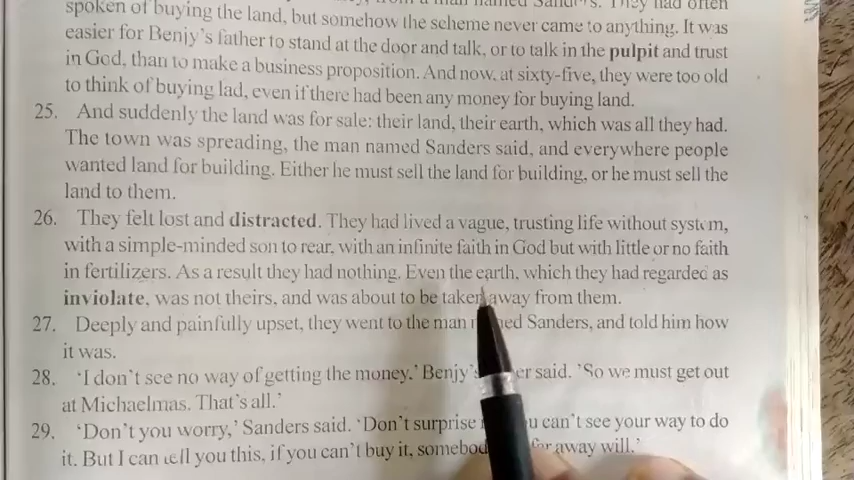 from a man named Sanders. They had often
spoken of buying the land, but somehow the scheme never came to anything. It was
easier for Benjy's father to stand at the door and talk, or to talk in the pulpit and trust
in God, than to make a business proposition. And now, at sixty-five, they were too old
to think of buying lad, even if there had been any money for buying land.
25. And suddenly the land was for sale: their land, their earth, which was all they had.
The town was spreading, the man named Sanders said, and everywhere people
wanted land for building. Either he must sell the land for building, or he must sell the
land to them.
26. They felt lost and distracted. They had lived a vague, trusting life without system,
with a simple-minded son to rear, with an infinite faith in God but with little or no faith
in fertilizers. As a result they had nothing. Even the earth, which they had regarded as
inviolate, was not theirs, and was about to be taken away from them.
27. Deeply and painfully upset, they went to the man Sanders, and told him how
it was.
28. 'I don't see no way of getting the money.' Benjy's said. 'So we must get out
at Michaelmas. That's all.'
29. 'Don't you worry,' Sanders said. 'Don't surprise can't see your way to do
it. But I can tell you this, if you can't buy it, far away will.'